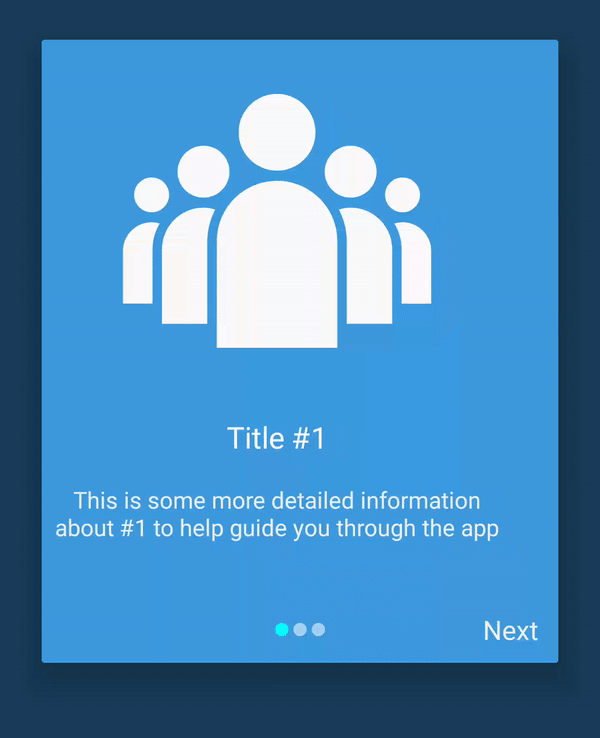 Title #1
This is some more detailed information
about #1 to help guide you through the app
Next